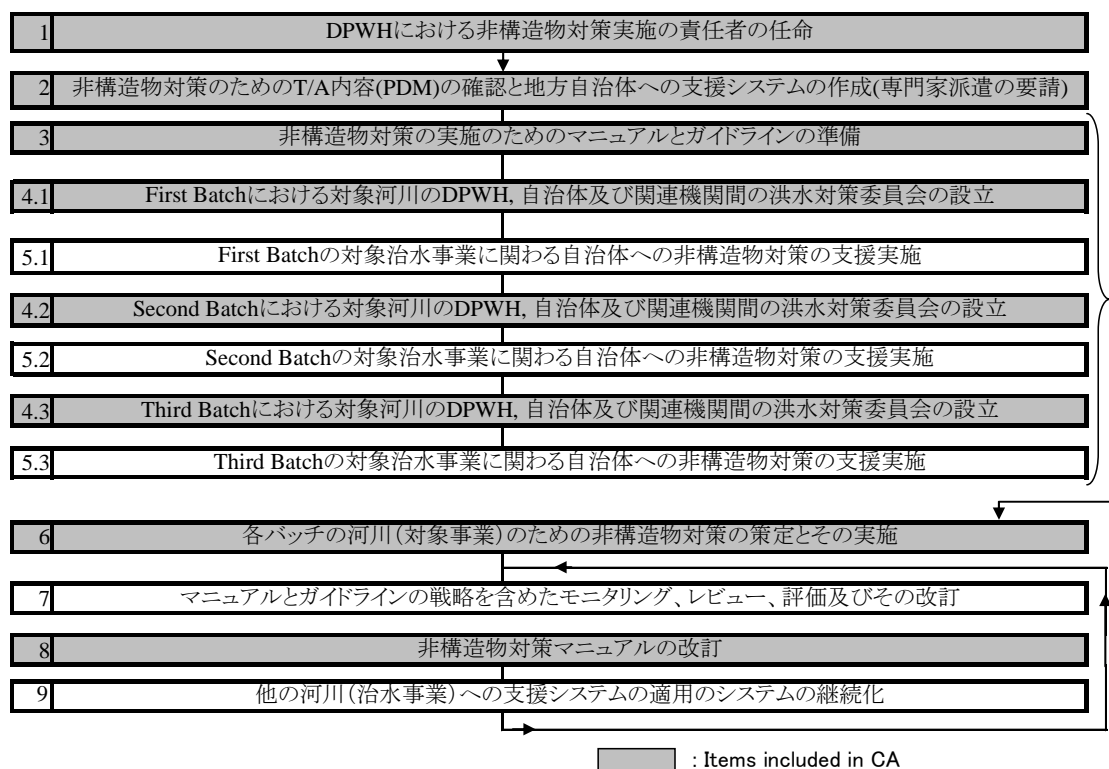 1 DPWHにおける非構造物対策実施の責任者の任命
2 非構造物対策のためのT/A内容(PDM)の確認と地方自治体への支援システムの作成(専門家派遣の要請)
3 非構造物対策の実施のためのマニュアルとガイドラインの準備
4.1 First Batchにおける対象河川のDPWH, 自治体及び関連機関間の洪水対策委員会の設立
5.1 First Batchの対象治水事業に関わる自治体への非構造物対策の支援実施
4.2 Second Batchにおける対象河川のDPWH, 自治体及び関連機関間の洪水対策委員会の設立
5.2 Second Batchの対象治水事業に関わる自治体への非構造物対策の支援実施
4.3 Third Batchにおける対象河川のDPWH, 自治体及び関連機関間の洪水対策委員会の設立
5.3 Third Batchの対象治水事業に関わる自治体への非構造物対策の支援実施
6 各バッチの河川（対象事業）のための非構造物対策の策定とその実施
7 マニュアルとガイドラインの戦略を含めたモニタリング、レビュー、評価及びその改訂
8 非構造物対策マニュアルの改訂
9 他の河川（治水事業）への支援システムの適用のシステムの継続化
: Items included in CA